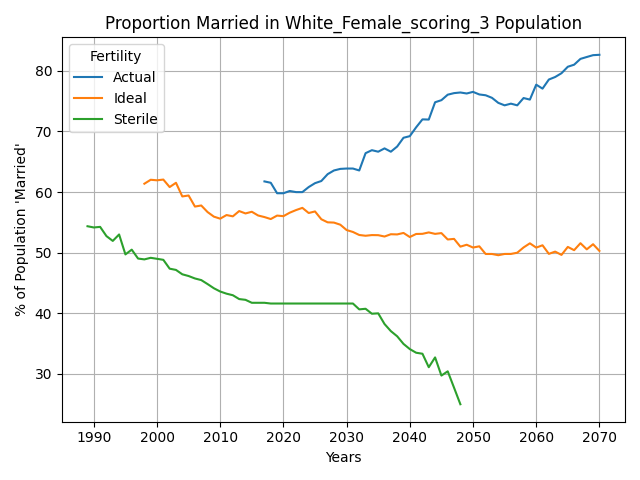 Proportion Married in White_Female_scoring_3 Population
Fertility
Actual
Ideal
Sterile
% of Population 'Married'
80
70
60
50
40
30
1990 2000 2010 2020 2030 2040 2050 2060 2070
Years